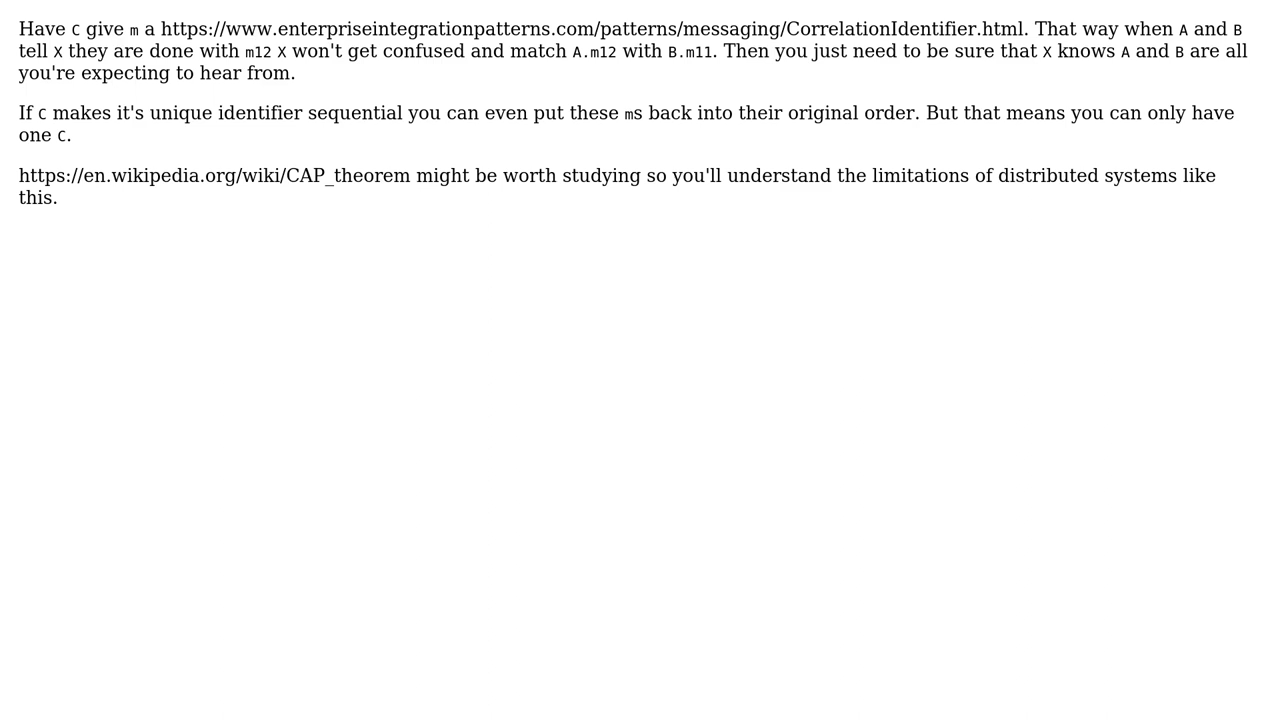 Have C give m a https://www.enterpriseintegrationpatterns.com/patterns/messaging/CorrelationIdentifier.html. That way when A and B
tell X they are done with m12 X won't get confused and match A.m12 with B.m11. Then you just need to be sure that X knows A and B are all
you're expecting to hear from.
If C makes it's unique identifier sequential you can even put these ms back into their original order. But that means you can only have
one C.
https://en.wikipedia.org/wiki/CAP_theorem might be worth studying so you'll understand the limitations of distributed systems like
this.